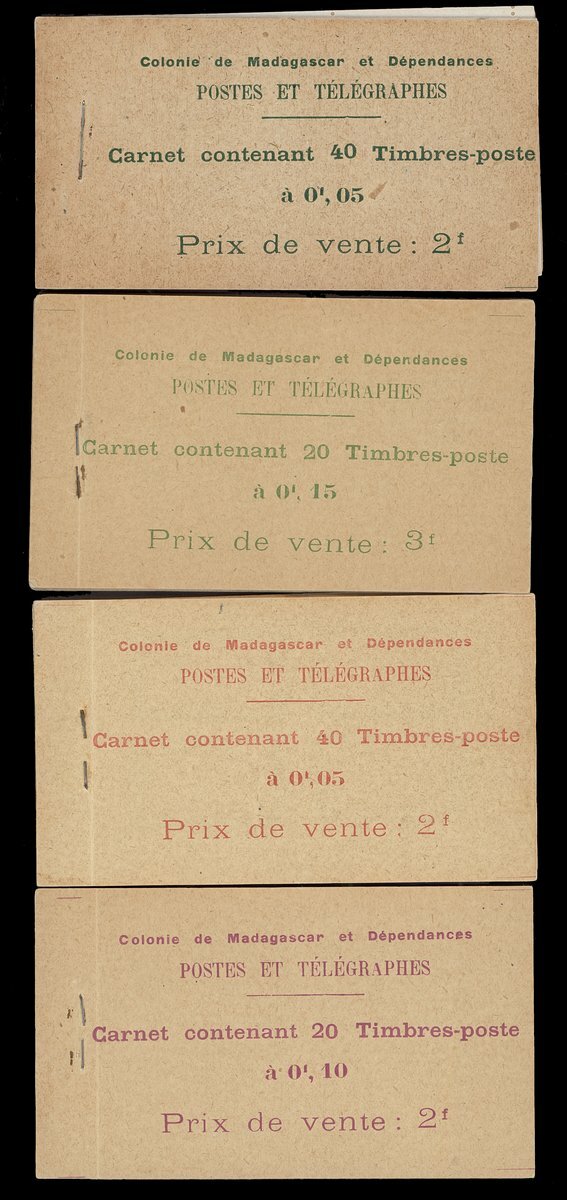 Colonie de Madagascar et Dépendances
POSTES ET TÉLÉGRAPHES
Carnet contenant 40 Timbres-poste
à 0f, 05
Prix de vente : 2f
Colonie de Madagascar et Dépendances
POSTES ET TÉLÉGRAPHES
Carnet contenant 20 Timbres-poste
à 0f, 15
Prix de vente : 3f
Colonie de Madagascar et Dépendances
POSTES ET TÉLÉGRAPHES
Carnet contenant 40 Timbres-poste
à 0f,05
Prix de vente : 2f
Colonie de Madagascar et Dépendances
POSTES ET TÉLÉGRAPHES
Carnet contenant 20 Timbres-poste
à 0f, 10
Prix de vente : 2f